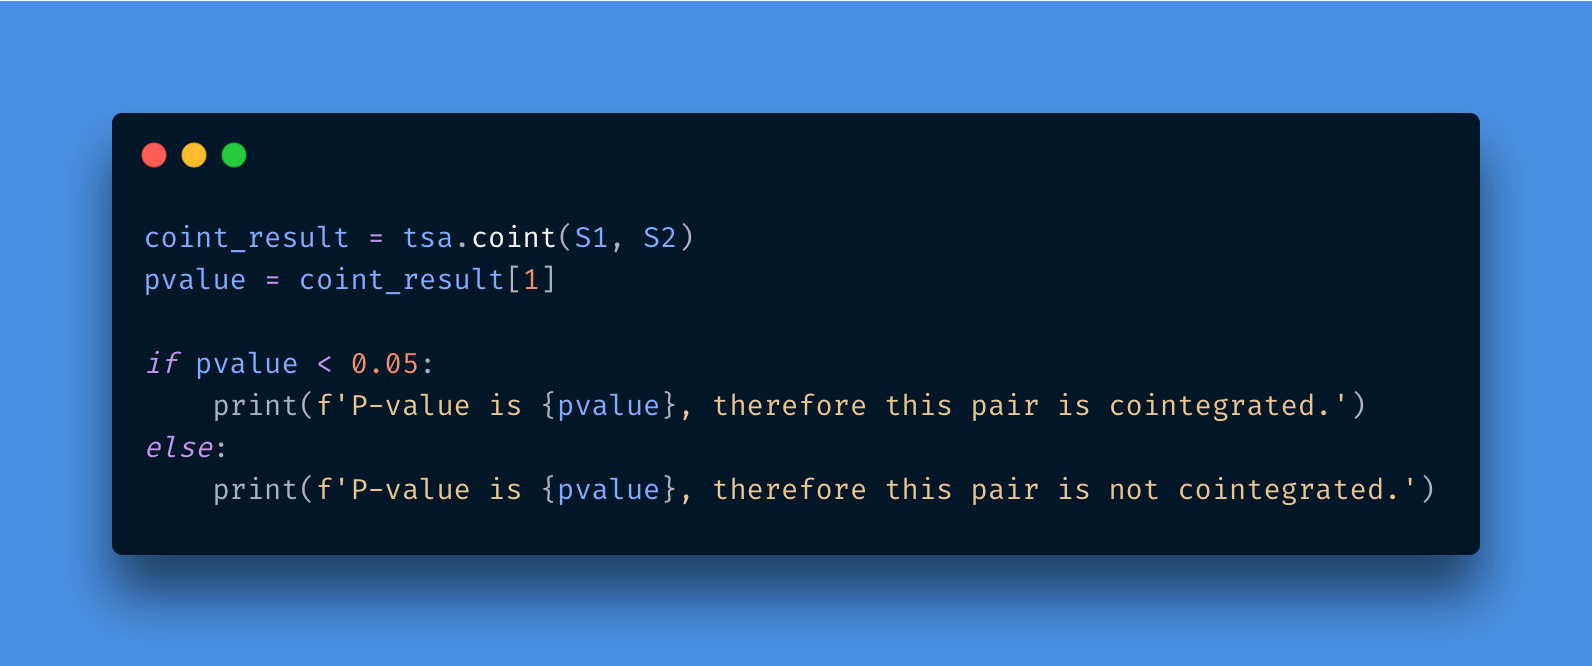 coint_result = tsa.coint(S1, S2)
pvalue = coint_result[1]

if pvalue < 0.05:
    print(f'P-value is {pvalue}, therefore this pair is cointegrated.')
else:
    print(f'P-value is {pvalue}, therefore this pair is not cointegrated.')